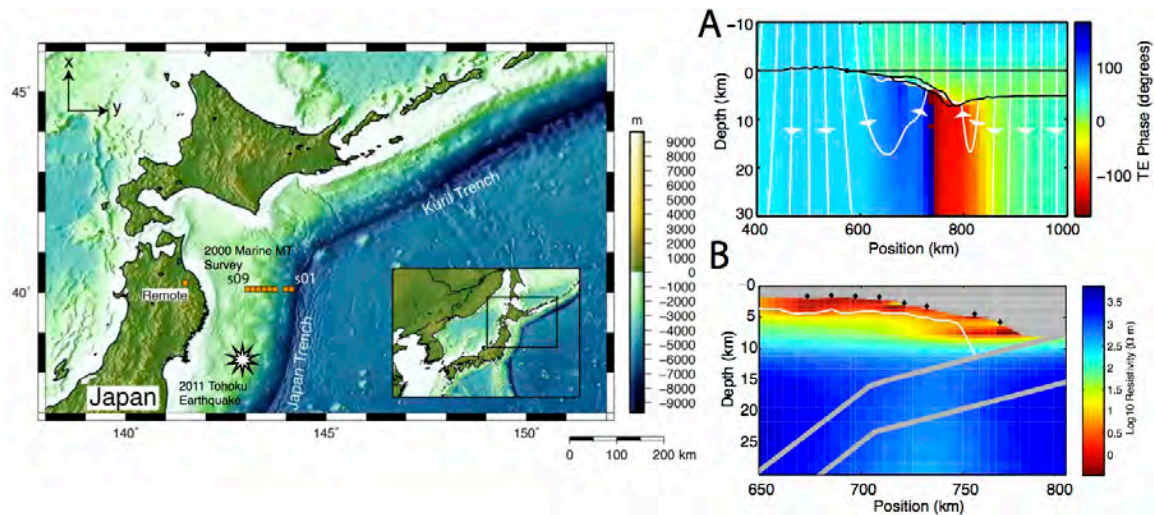 x
y
45°
40°
140°
145°
150°
2000 Marine MT
Survey
s09
s01
Remote
2011 Tohoku
Earthquake
Japan
Japan Trench
Kuril Trench
m
9000
8000
7000
6000
5000
4000
3000
2000
1000
0
−1000
−2000
−3000
−4000
−5000
−6000
−7000
−8000
−9000
km
0 100 200
A
−10
0
10
20
30
Depth (km)
400 600 800 1000
Position (km)
100
0
−100
TE Phase (degrees)
B
0
5
10
15
20
25
Depth (km)
650 700 750 800
Position (km)
3.5
3
2.5
2
1.5
1
0.5
0
Log10 Resistivity (Ω m)